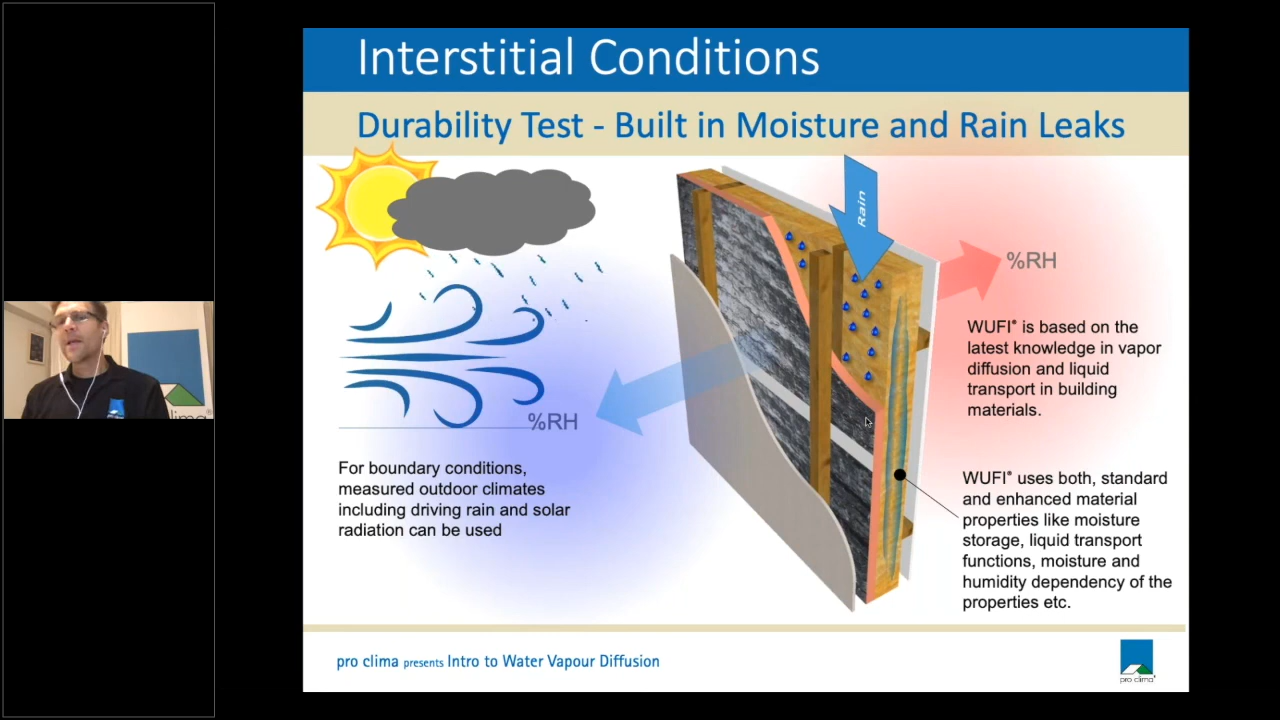 Interstitial Conditions
Durability Test - Built in Moisture and Rain Leaks
Rain
%RH
%RH
WUFI® is based on the
latest knowledge in vapor
diffusion and liquid
transport in building
materials.
For boundary conditions,
measured outdoor climates
including driving rain and solar
radiation can be used
WUFI® uses both, standard
and enhanced material
properties like moisture
storage, liquid transport
functions, moisture and
humidity dependency of the
properties etc.
pro clima presents Intro to Water Vapour Diffusion
pro clima®
clima®